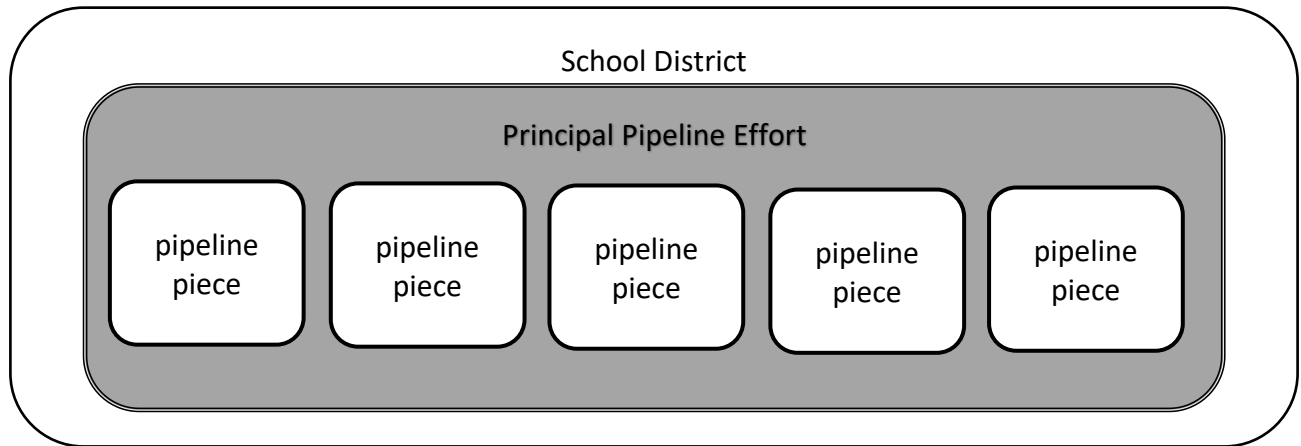 School District
Principal Pipeline Effort
pipeline
piece
pipeline
piece
pipeline
piece
pipeline
piece
pipeline
piece